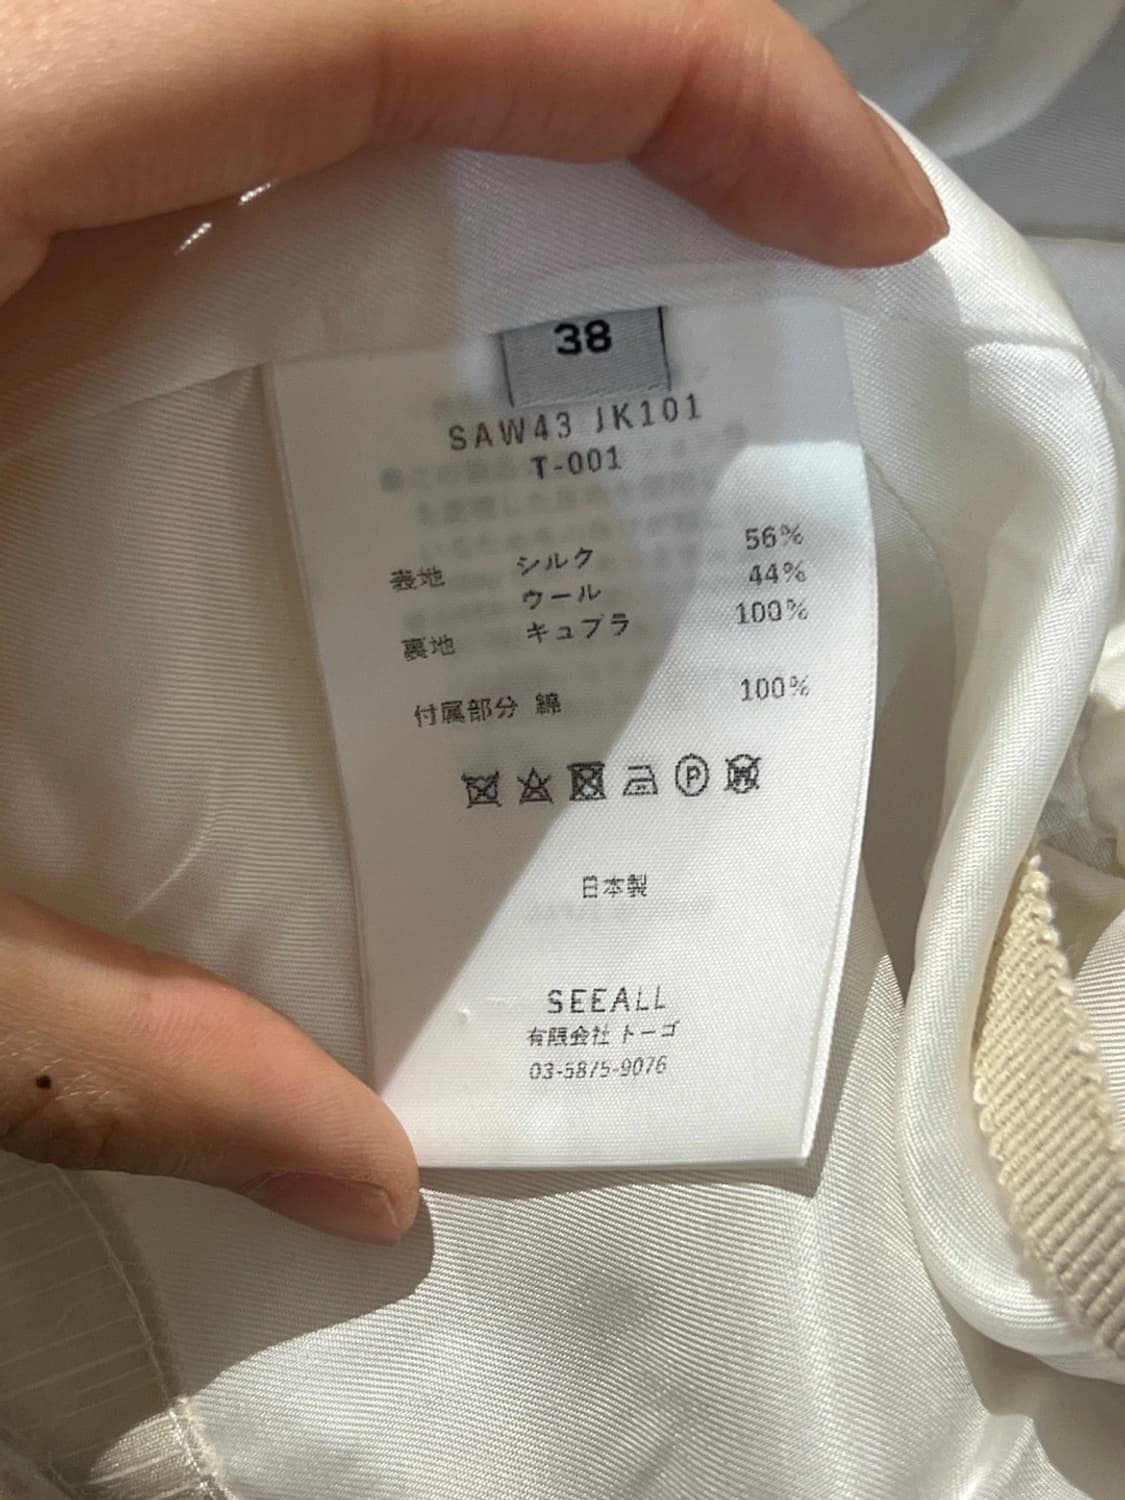 38
SAW43 JK101
T-001
表地 シルク 56%
ウール 44%
裏地 キュプラ 100%
付属部分 綿 100%
P
W
日本製
SEEALL
有限会社 トーゴ
03-5875-9076